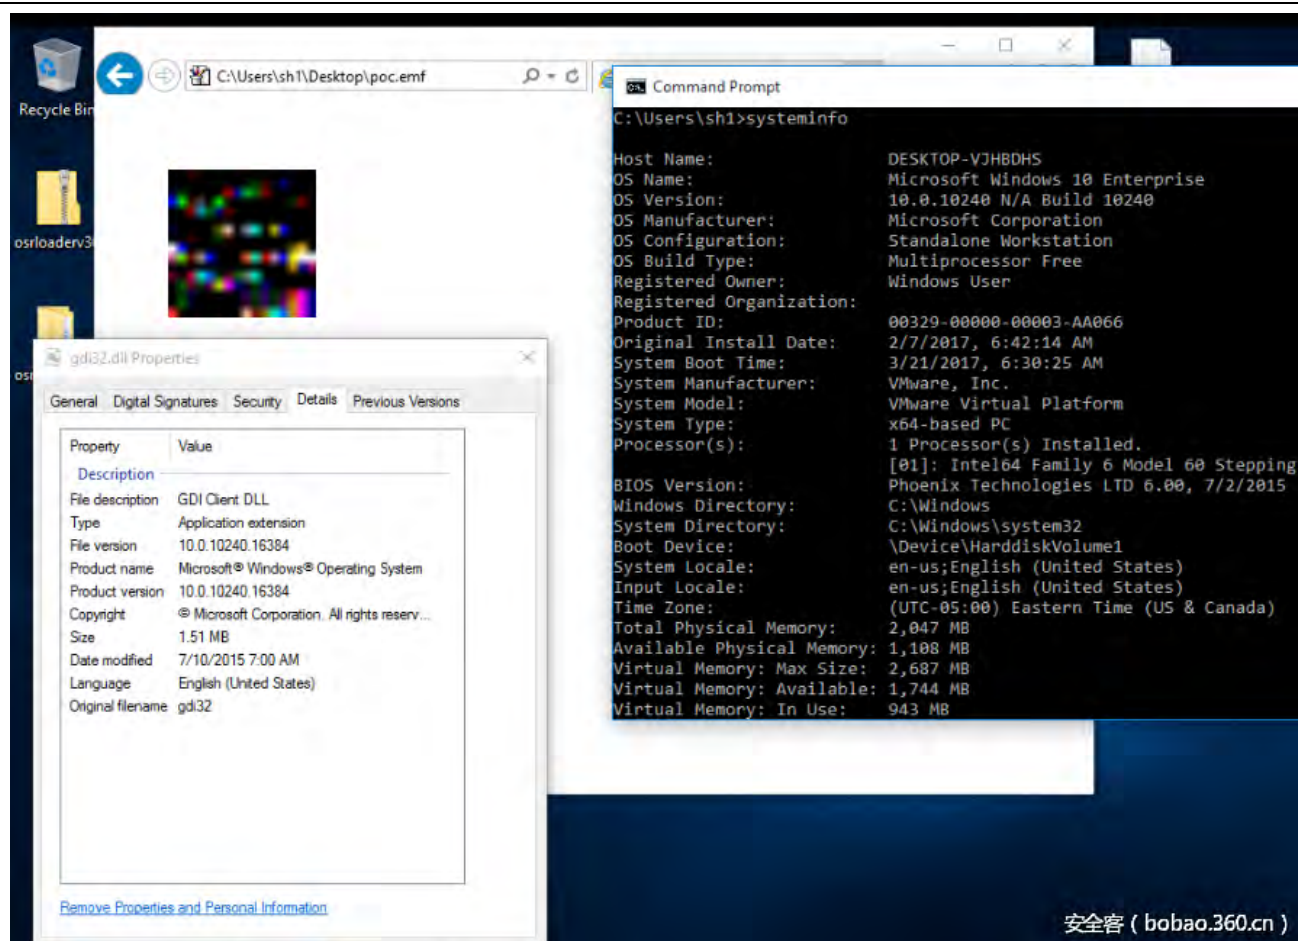 Recycle Bin
C:\Users\sh1\Desktop\poc.emf
osrloaderv3
Command Prompt
C:\Users\sh1>systeminfo
Host Name: DESKTOP-VJHBDHS
OS Name: Microsoft Windows 10 Enterprise
OS Version: 10.0.10240 N/A Build 10240
OS Manufacturer: Microsoft Corporation
OS Configuration: Standalone Workstation
OS Build Type: Multiprocessor Free
Registered Owner: Windows User
Registered Organization:
Product ID: 00329-00000-00003-AA066
Original Install Date: 2/7/2017, 6:42:14 AM
System Boot Time: 3/21/2017, 6:30:25 AM
System Manufacturer: VMware, Inc.
System Model: VMware Virtual Platform
System Type: x64-based PC
Processor(s): 1 Processor(s) Installed.
[01]: Intel64 Family 6 Model 60 Stepping
BIOS Version: Phoenix Technologies LTD 6.00, 7/2/2015
Windows Directory: C:\Windows
System Directory: C:\Windows\system32
Boot Device: \Device\HarddiskVolume1
System Locale: en-us;English (United States)
Input Locale: en-us;English (United States)
Time Zone: (UTC-05:00) Eastern Time (US & Canada)
Total Physical Memory: 2,047 MB
Available Physical Memory: 1,108 MB
Virtual Memory: Max Size: 2,687 MB
Virtual Memory: Available: 1,744 MB
Virtual Memory: In Use: 943 MB
gdi32.dll Properties
General Digital Signatures Security Details Previous Versions
Property Value
Description
File description GDI Client DLL
Type Application extension
File version 10.0.10240.16384
Product name Microsoft® Windows® Operating System
Product version 10.0.10240.16384
Copyright © Microsoft Corporation. All rights reserv...
Size 1.51 MB
Date modified 7/10/2015 7:00 AM
Language English (United States)
Original filename gdi32
Remove Properties and Personal Information
安全客 ( bobao.360.cn )